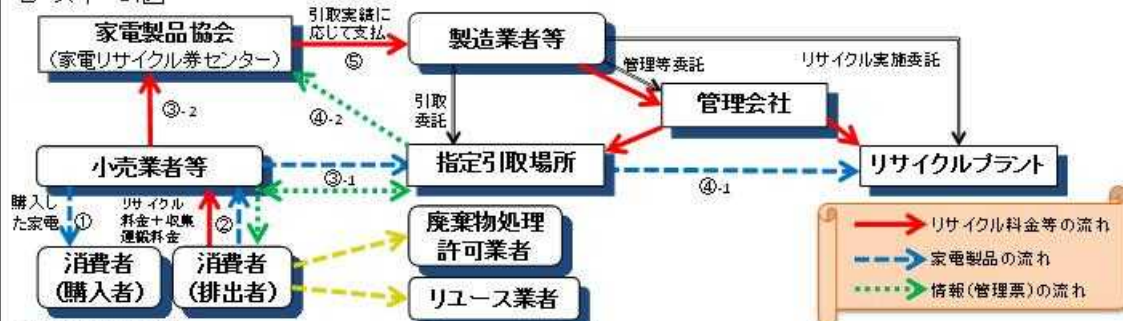 引取実績に
応じて支払
⑤
家電製品協会
(家電リサイクル券センター)
製造業者等
管理等委託
リサイクル実施委託
管理会社
③-2
④-2
引取
委託
小売業者等
③-1
指定引取場所
④-1
リサイクルプラント
購入し
た家電
①
リサイクル
料金+収集
運搬料金
②
消費者
(購入者)
消費者
(排出者)
廃棄物処理
許可業者
リユース業者
リサイクル料金等の流れ
家電製品の流れ
情報(管理票)の流れ